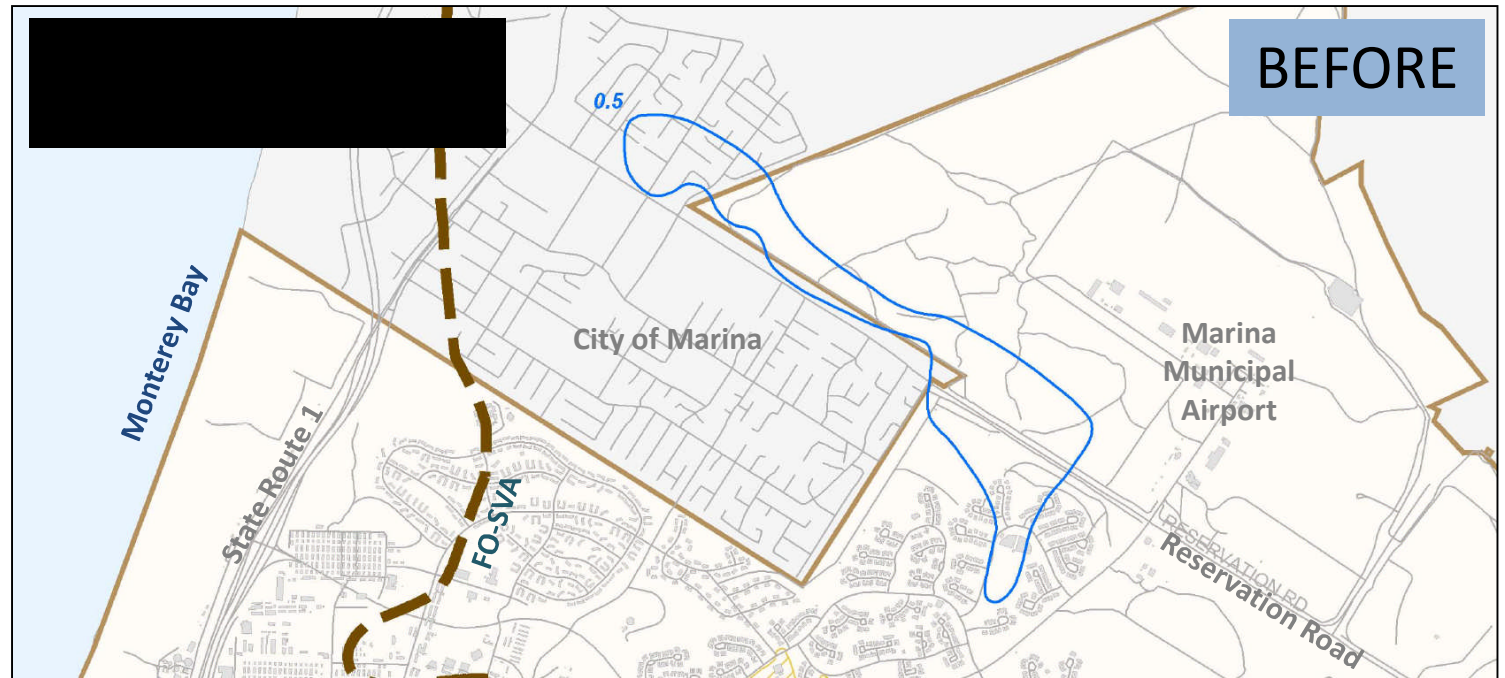 BEFORE
0.5
Monterey Bay
City of Marina
Marina
Municipal
Airport
State Route 1
FO-SVA
RESERVATION RD
Reservation Road